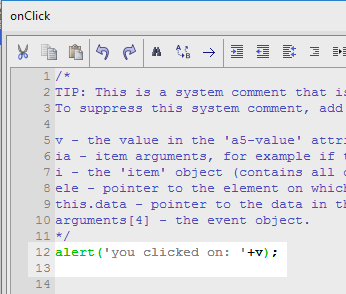 onClick
1 /*
2 TIP: This is a system comment that is
3 To suppress this system comment, add
4
5 v - the value in the 'a5-value' attri
6 ia - item arguments, for example if t
7 i - the 'item' object (contains all
8 ele - pointer to the element on which
9 this.data - pointer to the data in th
10 arguments[4] - the event object.
11 */
12 alert('you clicked on: '+v);
13
14